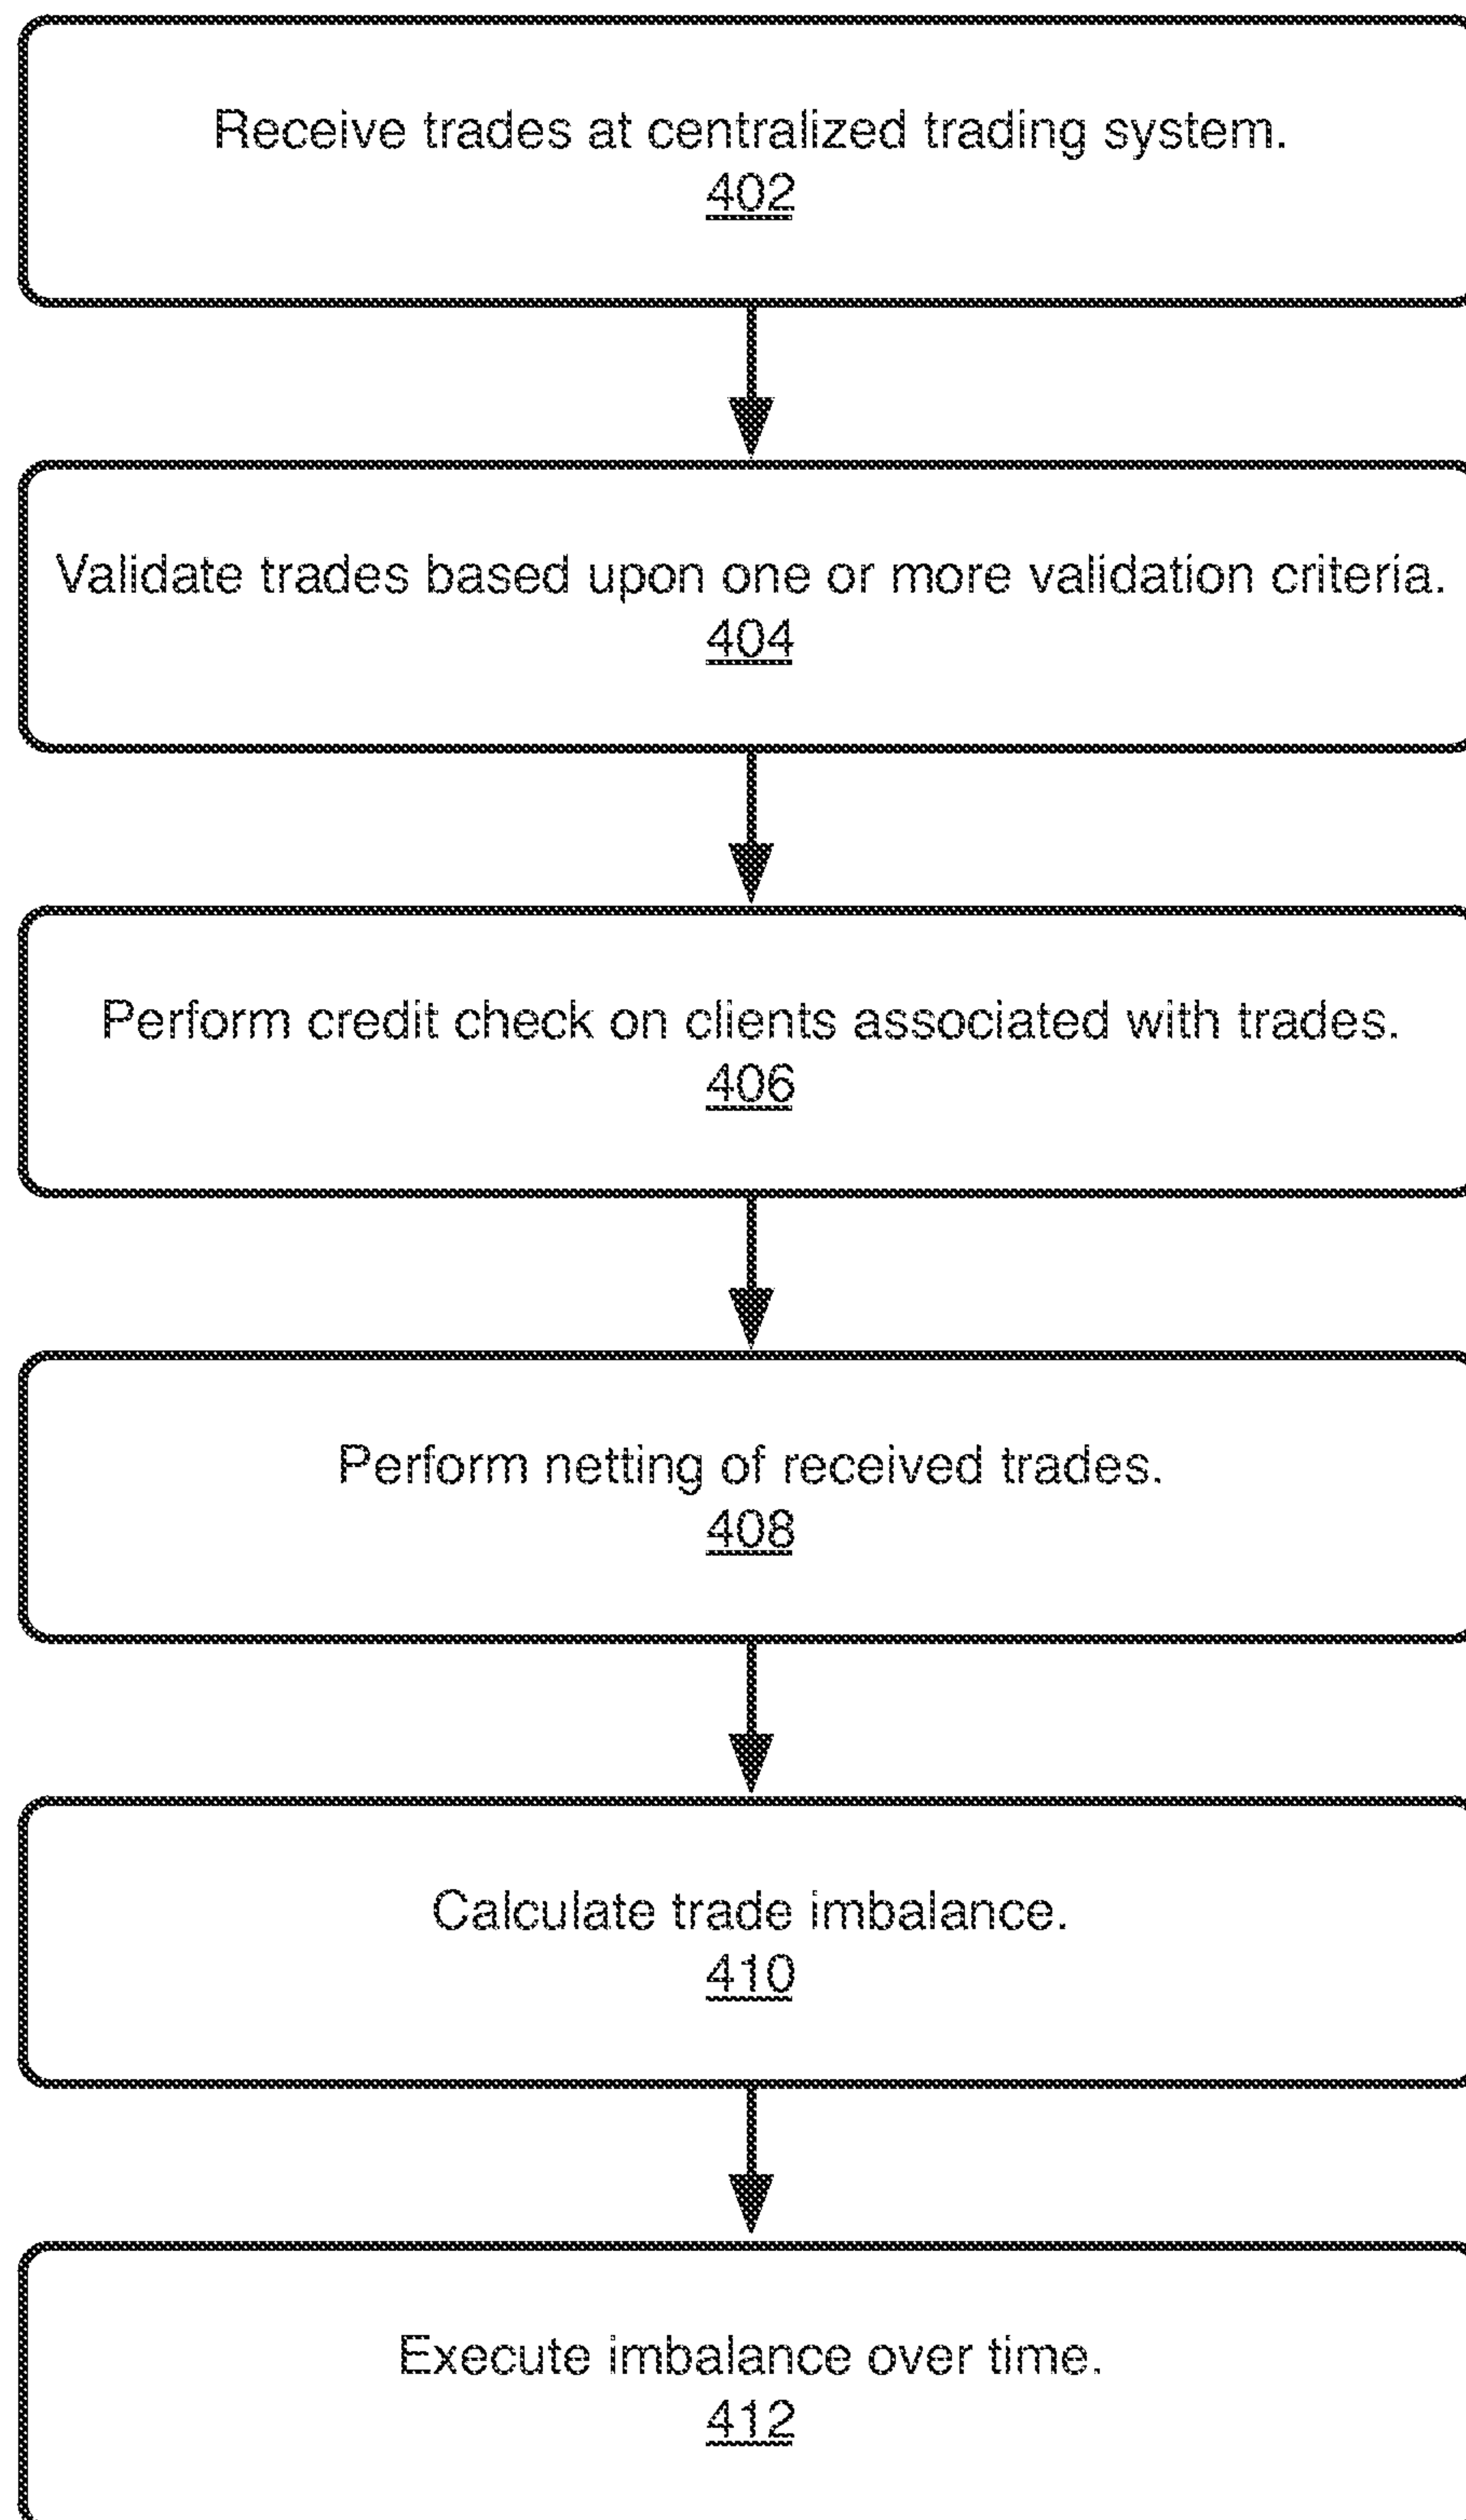 Receive trades at centralized trading system.
402
Validate trades based upon one or more validation criteria.
404
Perform credit check on clients associated with trades.
406
Perform netting of received trades.
408
Calculate trade imbalance.
410
Execute imbalance over time.
412